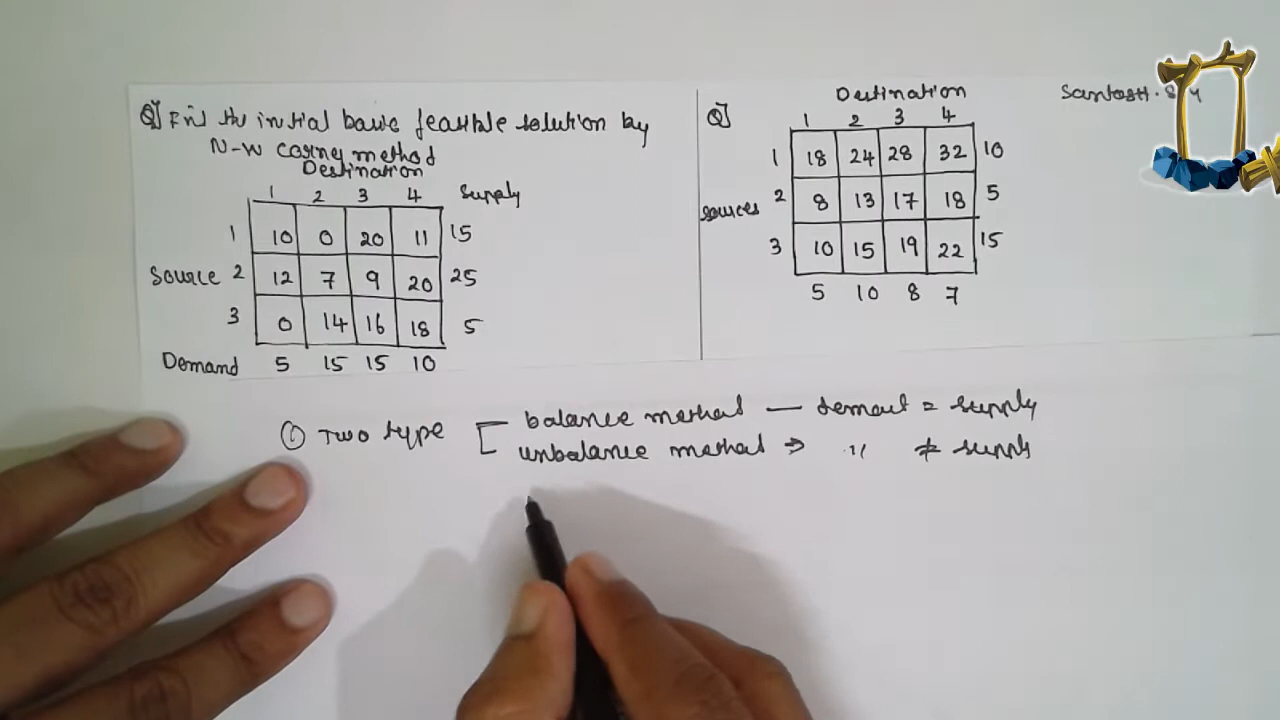 Q] Find the initial basic feasible solution by
N-W corner method
Destination
1 2 3 4 Supply
1 10 0 20 11 15
Source 2 12 7 9 20 25
3 0 14 16 18 5
Demand 5 15 15 10
Q] Destination
1 2 3 4
1 18 24 28 32 10
Sources 2 8 13 17 18 5
3 10 15 19 22 15
5 10 8 7
Santosh
① Two type [ balance method — demant = supply
unbalance method ⇒ " ≠ supply